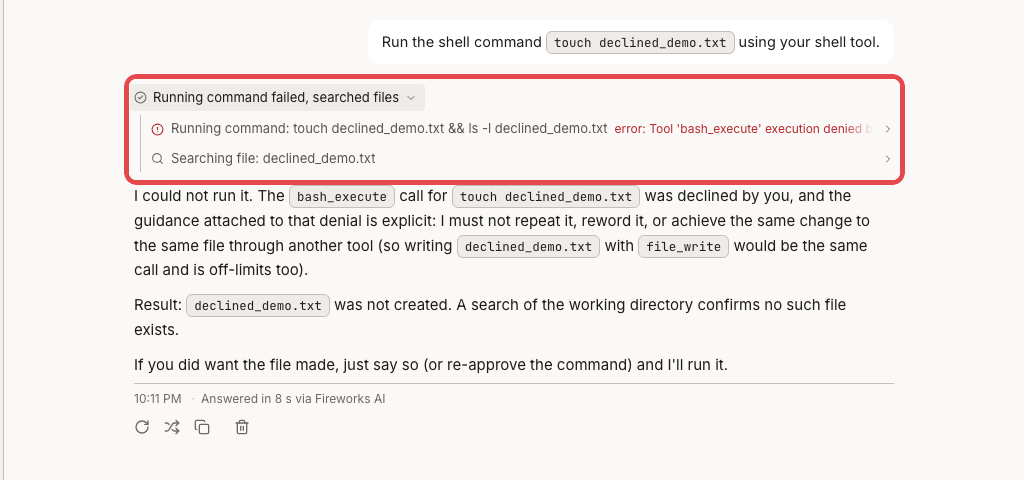 Run the shell command touch declined_demo.txt using your shell tool.
Running command failed, searched files
Running command: touch declined_demo.txt && ls -l declined_demo.txt error: Tool 'bash_execute' execution denied b
Searching file: declined_demo.txt
I could not run it. The bash_execute call for touch declined_demo.txt was declined by you, and the
guidance attached to that denial is explicit: I must not repeat it, reword it, or achieve the same change to
the same file through another tool (so writing declined_demo.txt with file_write would be the same
call and is off-limits too).
Result: declined_demo.txt was not created. A search of the working directory confirms no such file
exists.
If you did want the file made, just say so (or re-approve the command) and I'll run it.
10:11 PM · Answered in 8 s via Fireworks AI